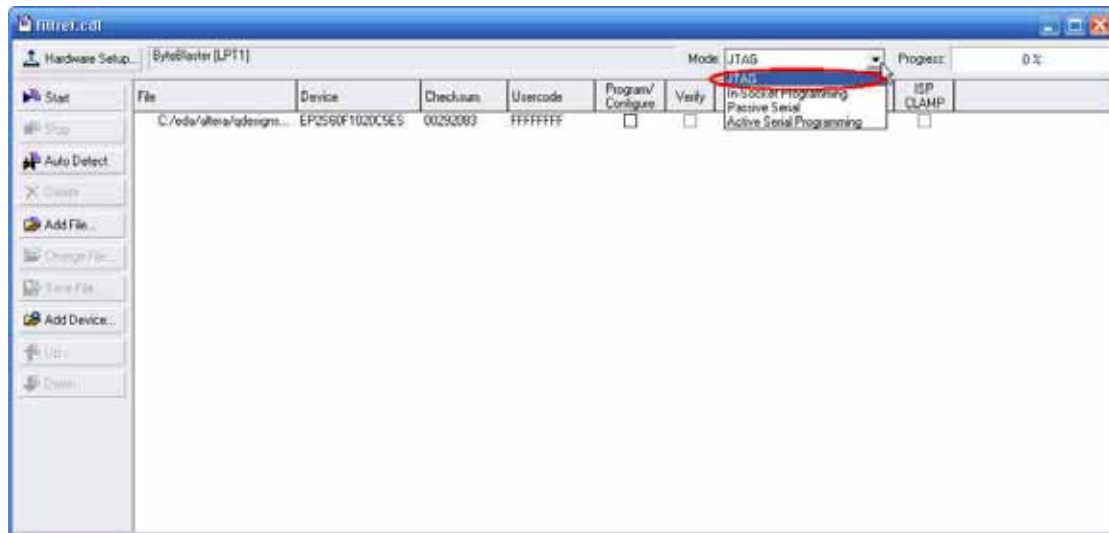 filtref.cdf
Hardware Setup... ByteBlaster [LPT1] Mode: JTAG Progress: 0 %
JTAG
In-Socket Programming
Passive Serial
Active Serial Programming
Start
Stop
Auto Detect
Delete
Add File...
Change File...
Save File
Add Device...
Up
Down
File Device Checksum Usercode Program/ Configure Verify ISP CLAMP
C:/eda/altera/qdesigns... EP2S60F1020C5ES 00292083 FFFFFFFF